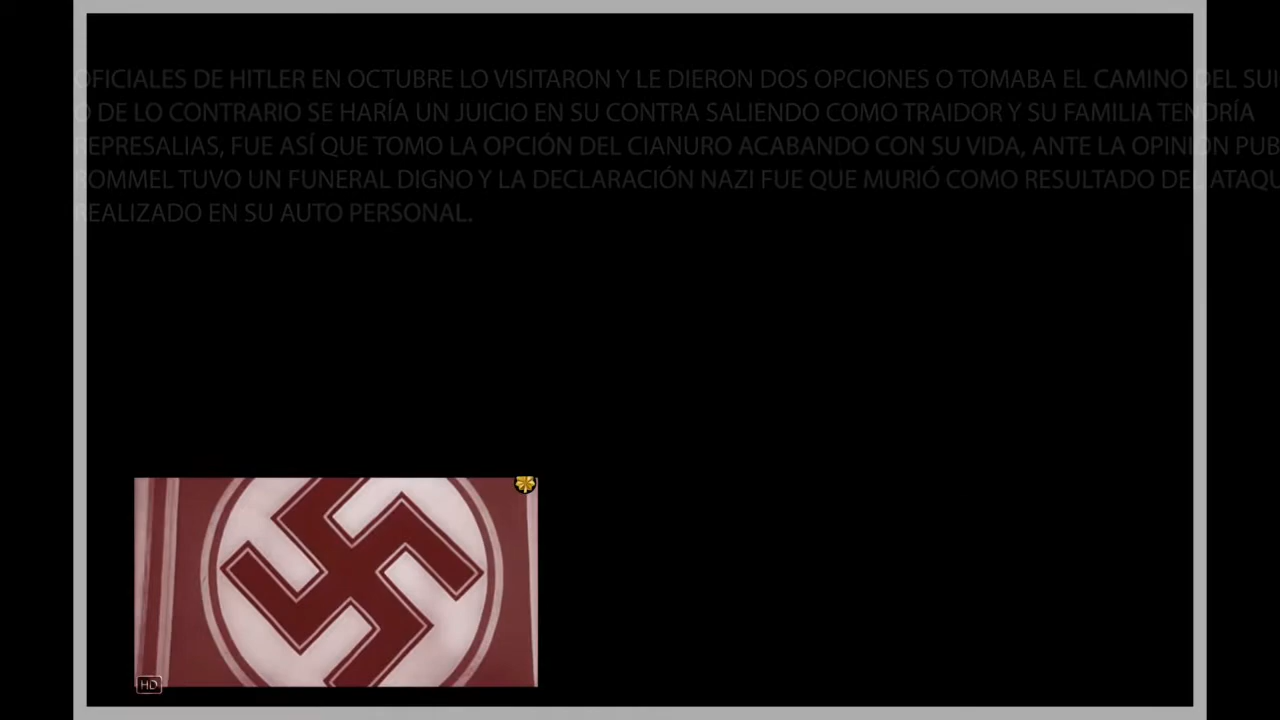 OFICIALES DE HITLER EN OCTUBRE LO VISITARON Y LE DIERON DOS OPCIONES O TOMABA EL CAMINO DEL
O DE LO CONTRARIO SE HARÍA UN JUICIO EN SU CONTRA SALIENDO COMO TRAIDOR Y SU FAMILIA TENDRÍA
REPRESALIAS, FUE ASÍ QUE TOMO LA OPCIÓN DEL CIANURO ACABANDO CON SU VIDA, ANTE LA OPINIÓN PUB
ROMMEL TUVO UN FUNERAL DIGNO Y LA DECLARACIÓN NAZI FUE QUE MURIÓ COMO RESULTADO DEL ATAQU
REALIZADO EN SU AUTO PERSONAL.
HD